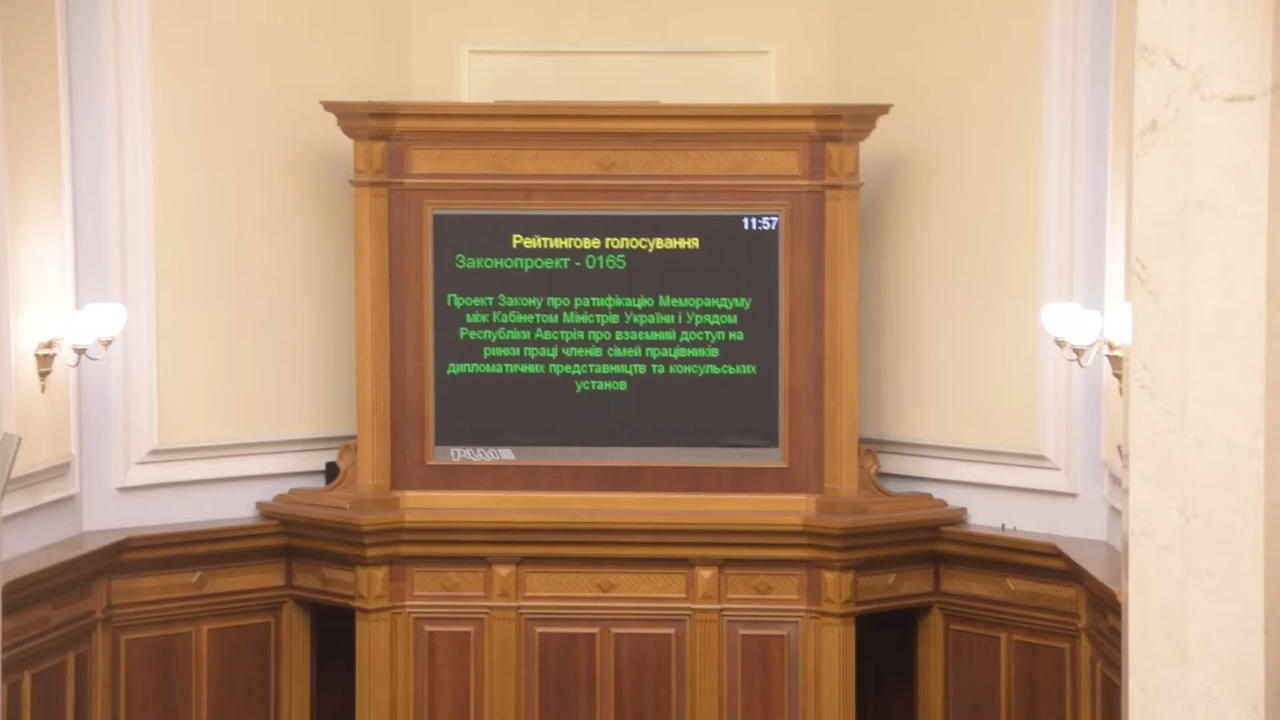 11:57
Рейтингове голосування
Законопроект - 0165
Проект Закону про ратифікацію Меморандуму
між Кабінетом Міністрів України і Урядом
Республіки Австрія про взаємний доступ на
ринки праці членів сімей працівників
дипломатичних представництв та консульських
установ
РАДА